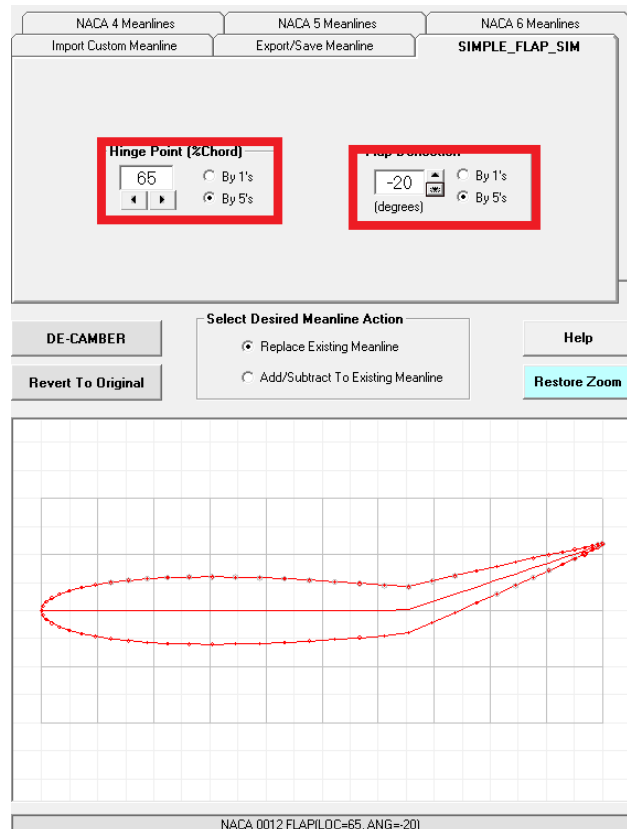 NACA 4 Meanlines
NACA 5 Meanlines
NACA 6 Meanlines
Import Custom Meanline
Export/Save Meanline
SIMPLE_FLAP_SIM
Hinge Point (%Chord)
65
By 1's
By 5's
Flap Deflection
-20
(degrees)
By 1's
By 5's
DE-CAMBER
Revert To Original
Select Desired Meanline Action
Replace Existing Meanline
Add/Subtract To Existing Meanline
Help
Restore Zoom
NACA 0012 FLAP(LOC=65, ANG=-20)